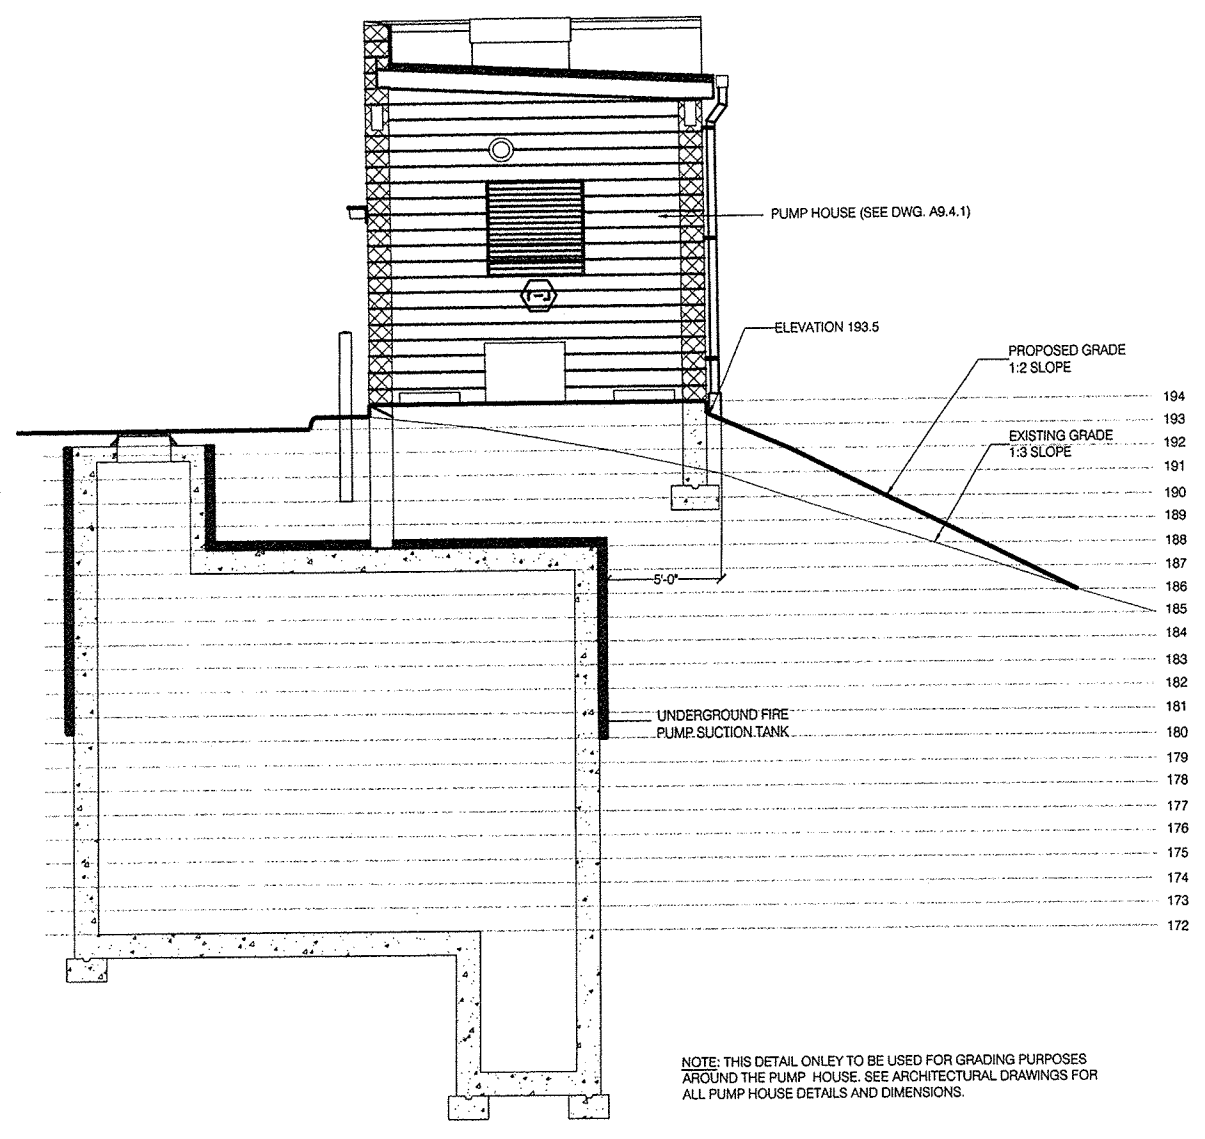 PUMP HOUSE (SEE DWG. A9.4.1)
ELEVATION 193.5
PROPOSED GRADE
1:2 SLOPE
194
193
EXISTING GRADE
1:3 SLOPE
192
191
190
189
188
187
5'-0"
186
185
184
183
182
181
UNDERGROUND FIRE
PUMP SUCTION TANK
180
179
178
177
176
175
174
173
172
NOTE: THIS DETAIL ONLEY TO BE USED FOR GRADING PURPOSES
AROUND THE PUMP HOUSE. SEE ARCHITECTURAL DRAWINGS FOR
ALL PUMP HOUSE DETAILS AND DIMENSIONS.